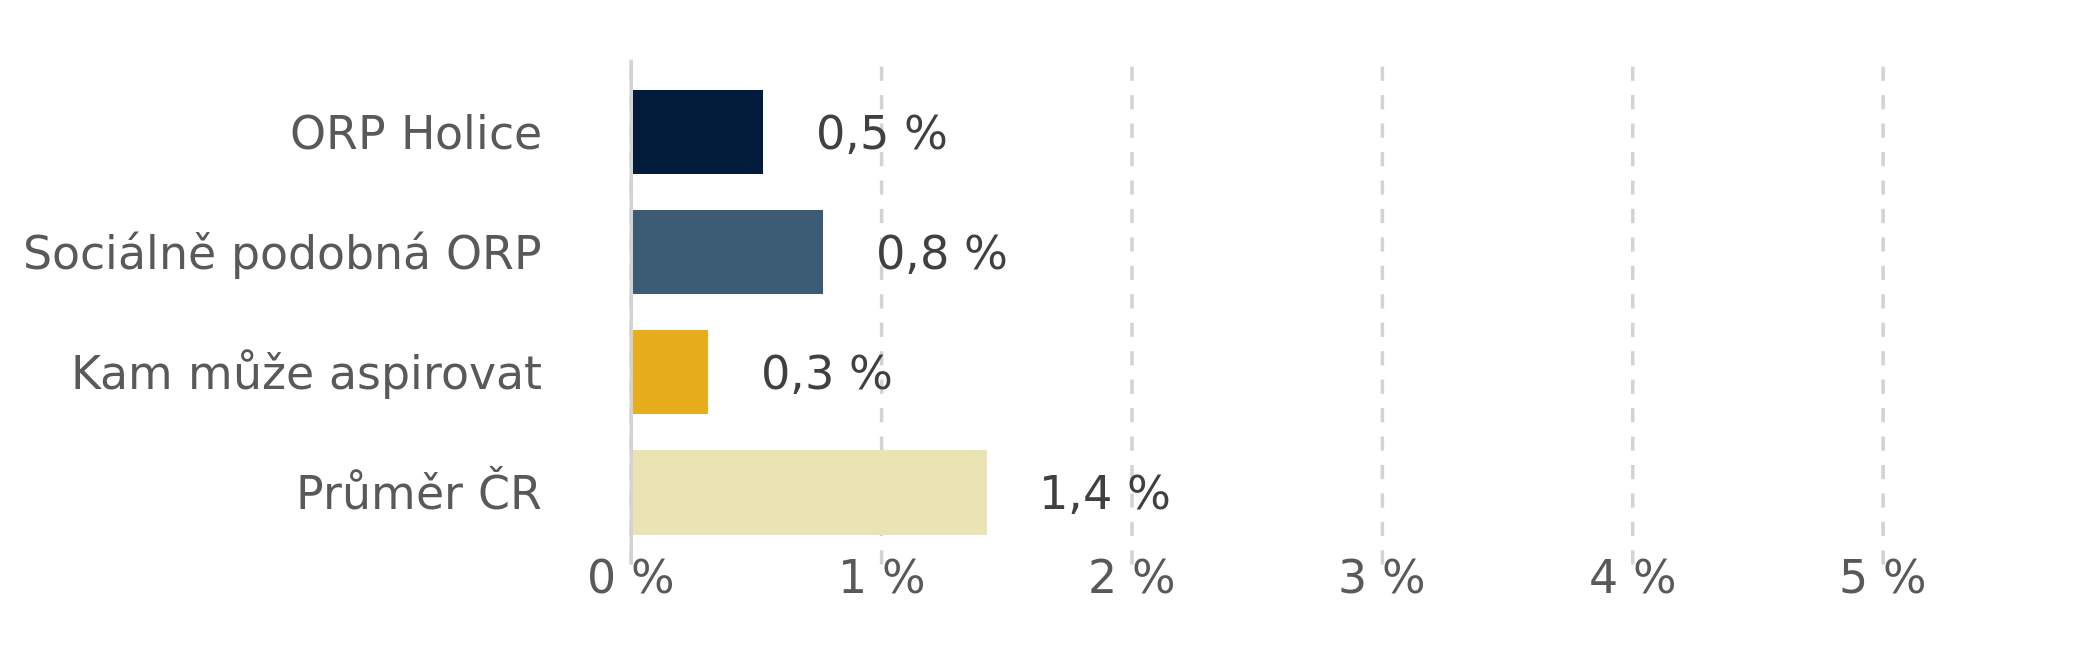 ORP Holice 0,5 %
Sociálně podobná ORP 0,8 %
Kam může aspirovat 0,3 %
Průměr ČR 1,4 %
0 % 1 % 2 % 3 % 4 % 5 %